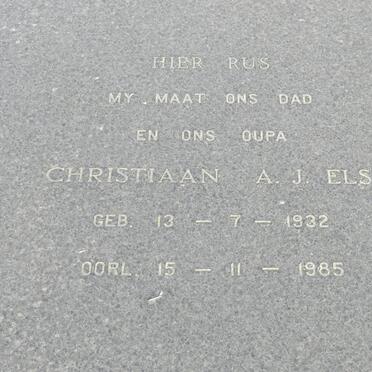 HIER RUS
MY MAAT ONS DAD
EN ONS OUPA
CHRISTIAAN A. J. ELS
GEB. 13 – 7 – 1932
OORL. 15 – 11 – 1985